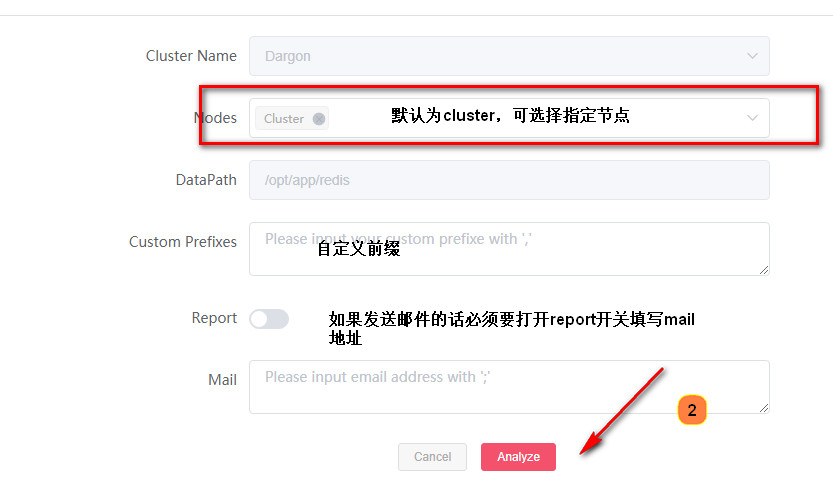 Cluster Name
Dargon
Nodes
Cluster
默认为cluster，可选择指定节点
DataPath
/opt/app/redis
Custom Prefixes
Please input your custom prefixe with ','
自定义前缀
Report
如果发送邮件的话必须要打开report开关填写mail
地址
Mail
Please input email address with ';'
2
Cancel
Analyze